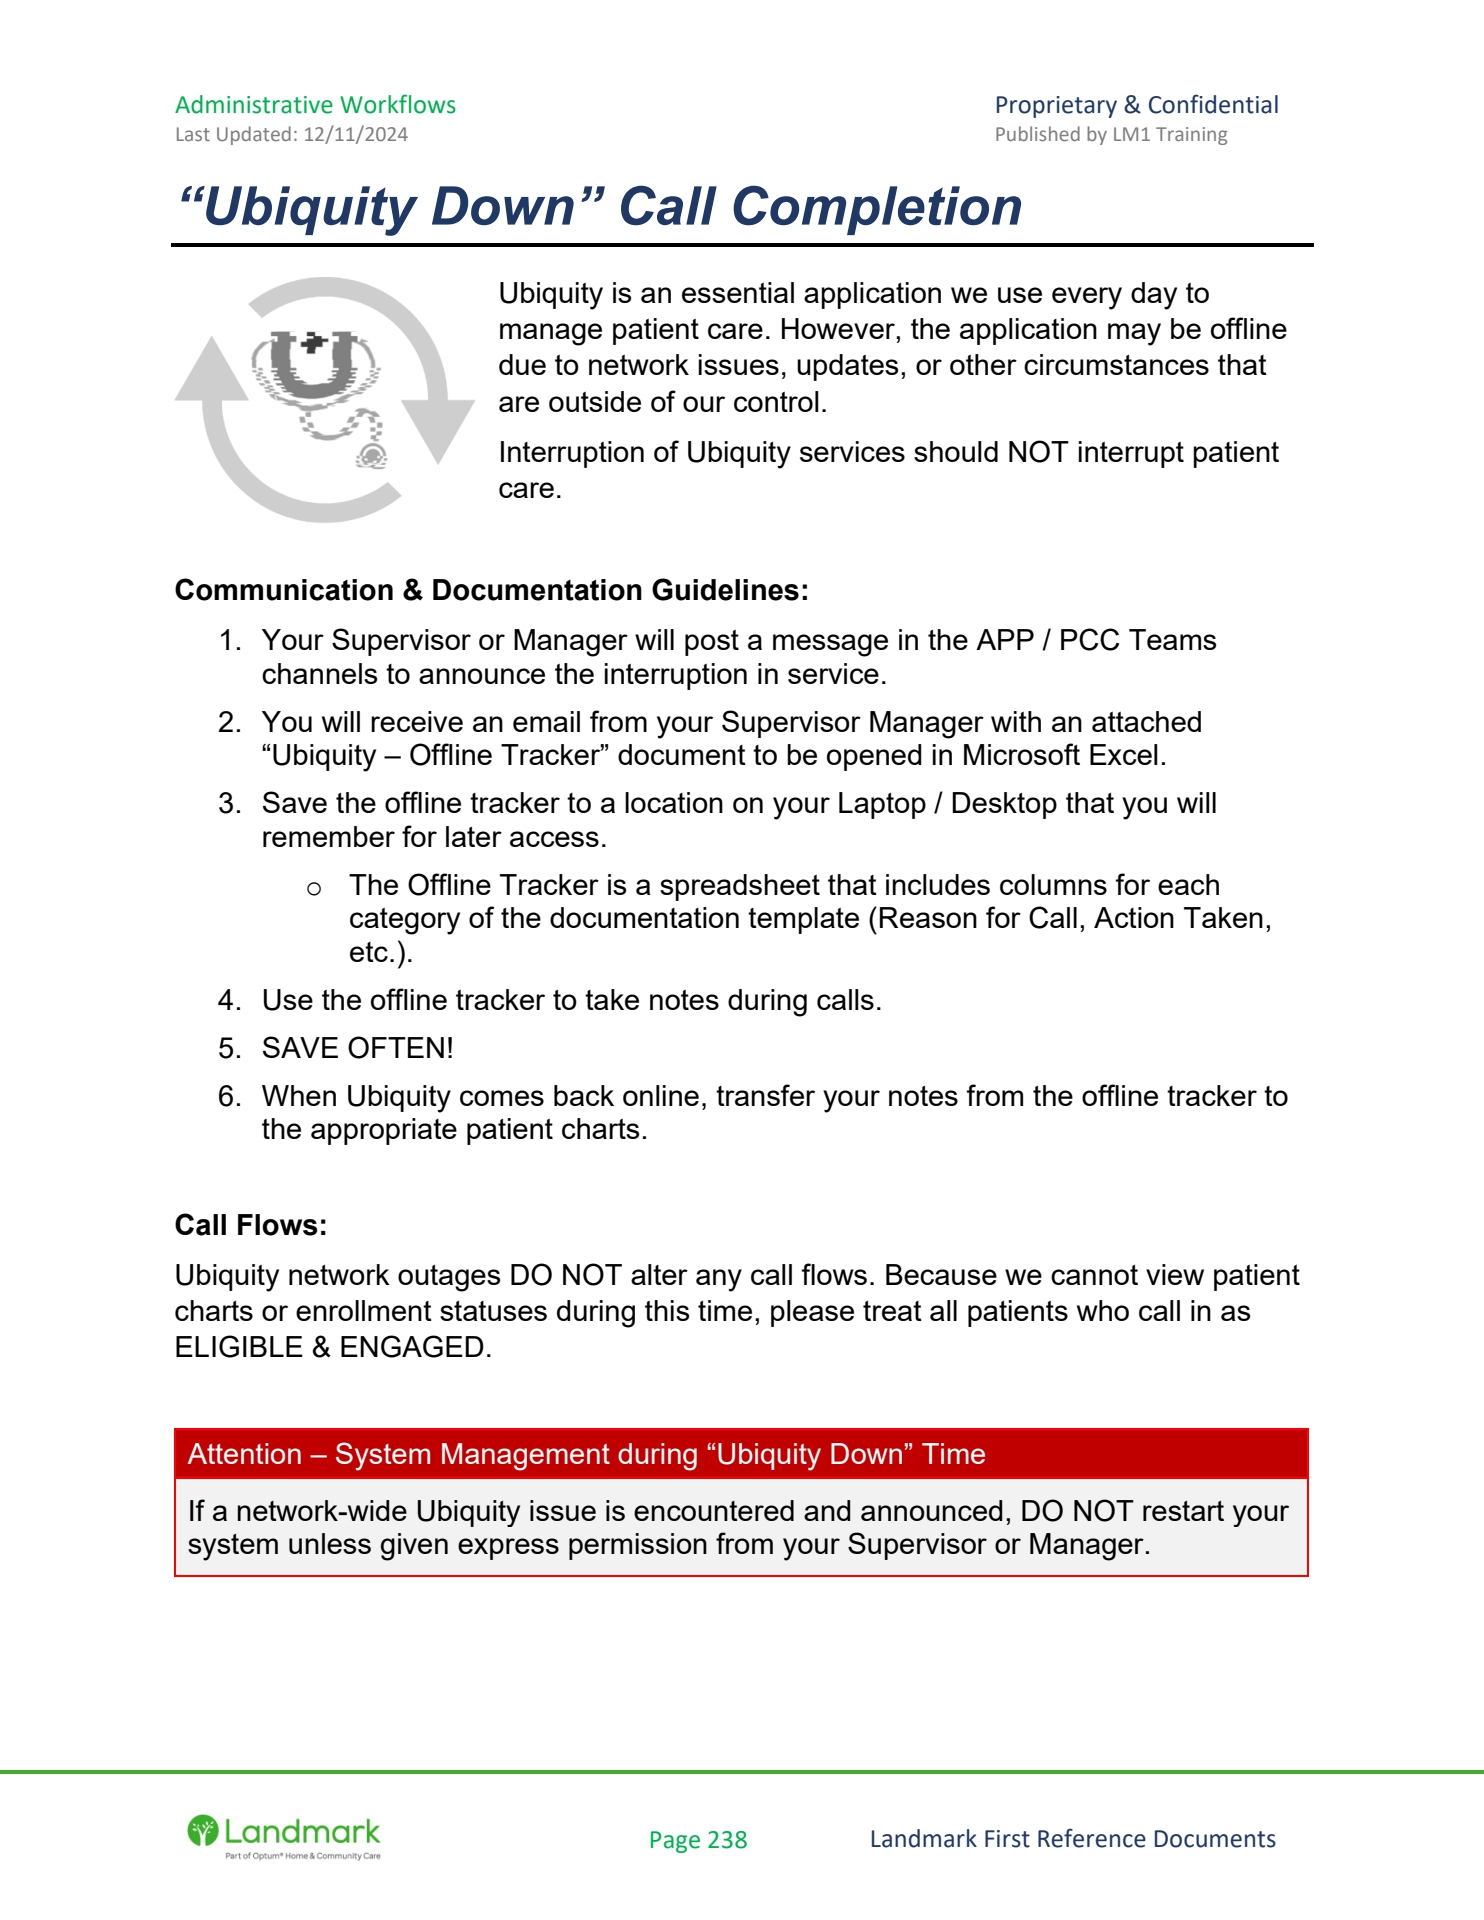 Administrative Workflows
Proprietary & Confidential
Last Updated: 12/11/2024
Published by LM1 Training
“Ubiquity Down” Call Completion
Ubiquity is an essential application we use every day to
manage patient care. However, the application may be offline
due to network issues, updates, or other circumstances that
are outside of our control.
Interruption of Ubiquity services should NOT interrupt patient
care.
Communication & Documentation Guidelines:
1. Your Supervisor or Manager will post a message in the APP / PCC Teams
channels to announce the interruption in service.
2. You will receive an email from your Supervisor Manager with an attached
“Ubiquity – Offline Tracker” document to be opened in Microsoft Excel.
3. Save the offline tracker to a location on your Laptop / Desktop that you will
remember for later access.
o The Offline Tracker is a spreadsheet that includes columns for each
category of the documentation template (Reason for Call, Action Taken,
etc.).
4. Use the offline tracker to take notes during calls.
5. SAVE OFTEN!
6. When Ubiquity comes back online, transfer your notes from the offline tracker to
the appropriate patient charts.
Call Flows:
Ubiquity network outages DO NOT alter any call flows. Because we cannot view patient
charts or enrollment statuses during this time, please treat all patients who call in as
ELIGIBLE & ENGAGED.
Attention – System Management during “Ubiquity Down” Time
If a network-wide Ubiquity issue is encountered and announced, DO NOT restart your
system unless given express permission from your Supervisor or Manager.
Landmark
Part of Optum® Home & Community Care
Page 238
Landmark First Reference Documents